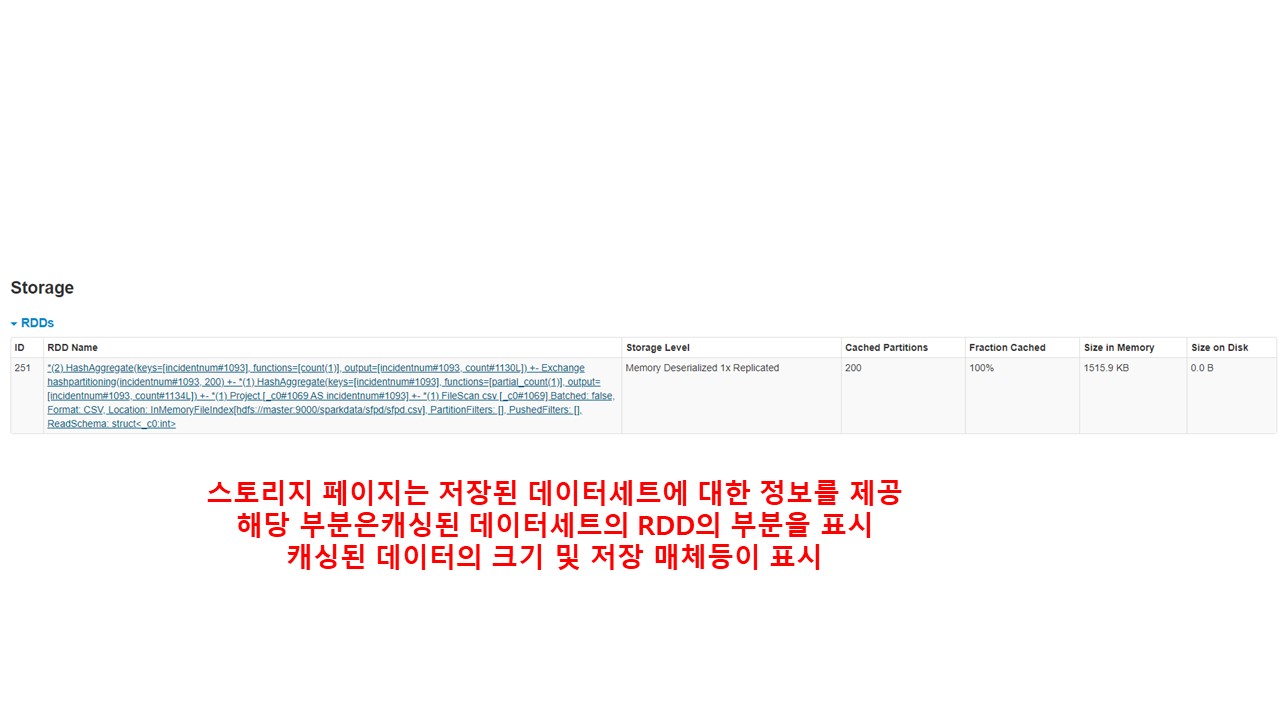 Storage
RDDs
ID RDD Name Storage Level Cached Partitions Fraction Cached Size in Memory Size on Disk
251 *(2) HashAggregate(keys=[incidentnum#1093], functions=[count(1)], output=[incidentnum#1093, count#1130L]) +- Exchange Memory Deserialized 1x Replicated 200 100% 1515.9 KB 0.0 B
hashpartitioning(incidentnum#1093, 200) +- *(1) HashAggregate(keys=[incidentnum#1093], functions=[partial_count(1)], output=
[incidentnum#1093, count#1134L]) +- *(1) Project [_c0#1069 AS incidentnum#1093] +- *(1) FileScan csv [_c0#1069] Batched: false,
Format: CSV, Location: InMemoryFileIndex[hdfs://master:9000/sparkdata/sfpd/sfpd.csv], PartitionFilters: [], PushedFilters: [],
ReadSchema: struct<_c0:int>
스토리지 페이지는 저장된 데이터세트에 대한 정보를 제공
해당 부분은캐싱된 데이터세트의 RDD의 부분을 표시
캐싱된 데이터의 크기 및 저장 매체등이 표시